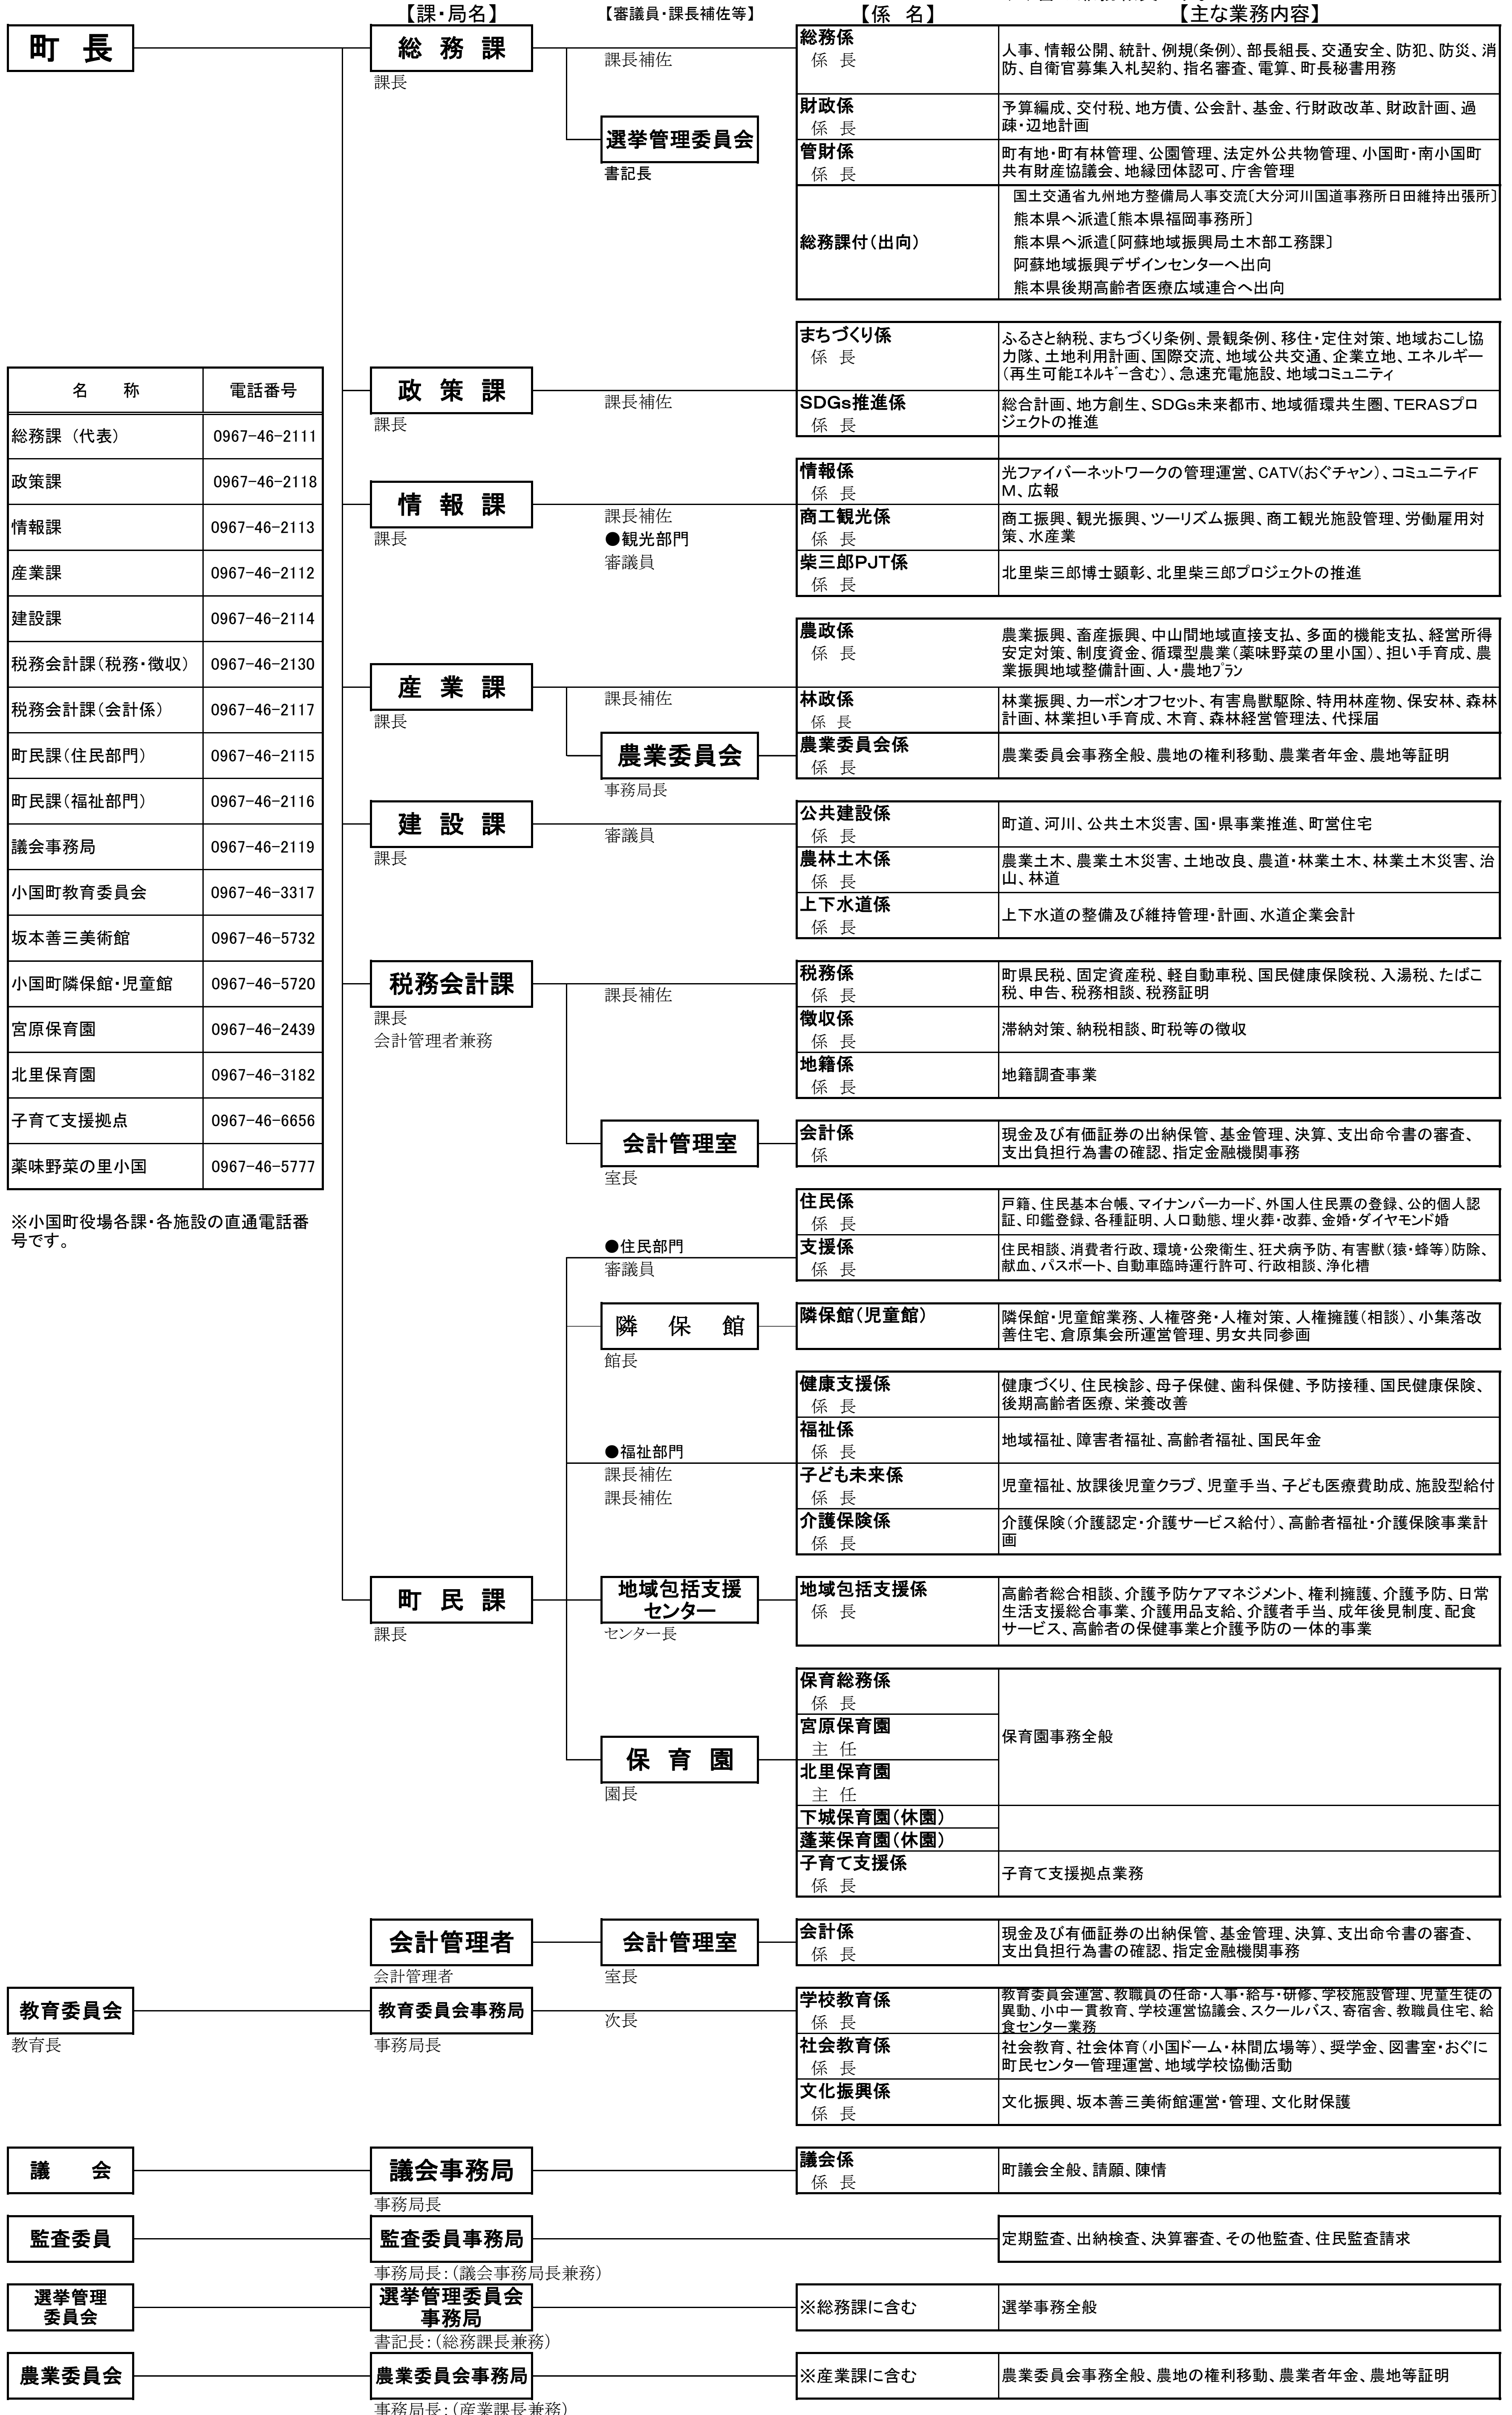 【課・局名】
【審議員・課長補佐等】
【係　名】
【主な業務内容】
町　長
総　務　課
課長
課長補佐
選挙管理委員会
書記長
総務係
係　長
人事、情報公開、統計、例規(条例)、部長組長、交通安全、防犯、防災、消
防、自衛官募集入札契約、指名審査、電算、町長秘書用務
財政係
係　長
予算編成、交付税、地方債、公会計、基金、行財政改革、財政計画、過
疎・辺地計画
管財係
係　長
町有地・町有林管理、公園管理、法定外公共物管理、小国町・南小国町
共有財産協議会、地縁団体認可、庁舎管理
総務課付（出向）
国土交通省九州地方整備局人事交流〔大分河川国道事務所日田維持出張所〕
熊本県へ派遣〔熊本県福岡事務所〕
熊本県へ派遣〔阿蘇地域振興局土木部工務課〕
阿蘇地域振興デザインセンターへ出向
熊本県後期高齢者医療広域連合へ出向
政　策　課
課長
課長補佐
まちづくり係
係　長
ふるさと納税、まちづくり条例、景観条例、移住・定住対策、地域おこし協
力隊、土地利用計画、国際交流、地域公共交通、企業立地、エネルギー
（再生可能ｴﾈﾙｷﾞｰ含む）、急速充電施設、地域コミュニティ
SDGs推進係
係　長
総合計画、地方創生、SDGs未来都市、地域循環共生圏、TERASプロ
ジェクトの推進
情　報　課
課長
課長補佐
●観光部門
審議員
情報係
係　長
光ファイバーネットワークの管理運営、CATV(おぐチャン)、コミュニティF
M、広報
商工観光係
係　長
商工振興、観光振興、ツーリズム振興、商工観光施設管理、労働雇用対
策、水産業
柴三郎PJT係
係　長
北里柴三郎博士顕彰、北里柴三郎プロジェクトの推進
産　業　課
課長
課長補佐
農業委員会
事務局長
農政係
係　長
農業振興、畜産振興、中山間地域直接支払、多面的機能支払、経営所得
安定対策、制度資金、循環型農業（薬味野菜の里小国）、担い手育成、農
業振興地域整備計画、人・農地ﾌﾟﾗﾝ
林政係
係　長
林業振興、カーボンオフセット、有害鳥獣駆除、特用林産物、保安林、森林
計画、林業担い手育成、木育、森林経営管理法、代採届
農業委員会係
係　長
農業委員会事務全般、農地の権利移動、農業者年金、農地等証明
建　設　課
課長
審議員
公共建設係
係　長
町道、河川、公共土木災害、国・県事業推進、町営住宅
農林土木係
係　長
農業土木、農業土木災害、土地改良、農道・林業土木、林業土木災害、治
山、林道
上下水道係
係　長
上下水道の整備及び維持管理・計画、水道企業会計
税務会計課
課長
会計管理者兼務
課長補佐
税務係
係　長
町県民税、固定資産税、軽自動車税、国民健康保険税、入湯税、たばこ
税、申告、税務相談、税務証明
徴収係
係　長
滞納対策、納税相談、町税等の徴収
地籍係
係　長
地籍調査事業
会計管理室
室長
会計係
係
現金及び有価証券の出納保管、基金管理、決算、支出命令書の審査、
支出負担行為書の確認、指定金融機関事務
●住民部門
審議員
住民係
係　長
戸籍、住民基本台帳、マイナンバーカード、外国人住民票の登録、公的個人認
証、印鑑登録、各種証明、人口動態、埋火葬・改葬、金婚・ダイヤモンド婚
支援係
係　長
住民相談、消費者行政、環境・公衆衛生、狂犬病予防、有害獣（猿・蜂等）防除、
献血、パスポート、自動車臨時運行許可、行政相談、浄化槽
隣　保　館
館長
隣保館（児童館）
隣保館・児童館業務、人権啓発・人権対策、人権擁護（相談）、小集落改
善住宅、倉原集会所運営管理、男女共同参画
●福祉部門
課長補佐
課長補佐
健康支援係
係　長
健康づくり、住民検診、母子保健、歯科保健、予防接種、国民健康保険、
後期高齢者医療、栄養改善
福祉係
係　長
地域福祉、障害者福祉、高齢者福祉、国民年金
子ども未来係
係　長
児童福祉、放課後児童クラブ、児童手当、子ども医療費助成、施設型給付
介護保険係
係　長
介護保険（介護認定・介護サービス給付）、高齢者福祉・介護保険事業計
画
町　民　課
課長
地域包括支援
センター
センター長
地域包括支援係
係　長
高齢者総合相談、介護予防ケアマネジメント、権利擁護、介護予防、日常
生活支援総合事業、介護用品支給、介護者手当、成年後見制度、配食
サービス、高齢者の保健事業と介護予防の一体的事業
保　育　園
園長
保育総務係
係　長
宮原保育園
主　任
北里保育園
主　任
保育園事務全般
下城保育園（休園）
蓬莱保育園（休園）
子育て支援係
係　長
子育て支援拠点業務
会計管理者
会計管理者
会計管理室
室長
会計係
係　長
現金及び有価証券の出納保管、基金管理、決算、支出命令書の審査、
支出負担行為書の確認、指定金融機関事務
教育委員会
教育長
教育委員会事務局
事務局長
次長
学校教育係
係　長
教育委員会運営、教職員の任命・人事・給与・研修、学校施設管理、児童生徒の
異動、小中一貫教育、学校運営協議会、スクールバス、寄宿舎、教職員住宅、給
食センター業務
社会教育係
係　長
社会教育、社会体育（小国ドーム・林間広場等）、奨学金、図書室・おぐに
町民センター管理運営、地域学校協働活動
文化振興係
係　長
文化振興、坂本善三美術館運営・管理、文化財保護
議　　会
議会事務局
事務局長
議会係
係　長
町議会全般、請願、陳情
監査委員
監査委員事務局
事務局長：（議会事務局長兼務）
定期監査、出納検査、決算審査、その他監査、住民監査請求
選挙管理
委員会
選挙管理委員会
事務局
書記長：（総務課長兼務）
※総務課に含む
選挙事務全般
農業委員会
農業委員会事務局
事務局長：（産業課長兼務）
※産業課に含む
農業委員会事務全般、農地の権利移動、農業者年金、農地等証明
名　　称　電話番号
総務課（代表）　0967-46-2111
政策課　0967-46-2118
情報課　0967-46-2113
産業課　0967-46-2112
建設課　0967-46-2114
税務会計課（税務・徴収）　0967-46-2130
税務会計課（会計係）　0967-46-2117
町民課（住民部門）　0967-46-2115
町民課（福祉部門）　0967-46-2116
議会事務局　0967-46-2119
小国町教育委員会　0967-46-3317
坂本善三美術館　0967-46-5732
小国町隣保館・児童館　0967-46-5720
宮原保育園　0967-46-2439
北里保育園　0967-46-3182
子育て支援拠点　0967-46-6656
薬味野菜の里小国　0967-46-5777
※小国町役場各課・各施設の直通電話番
号です。